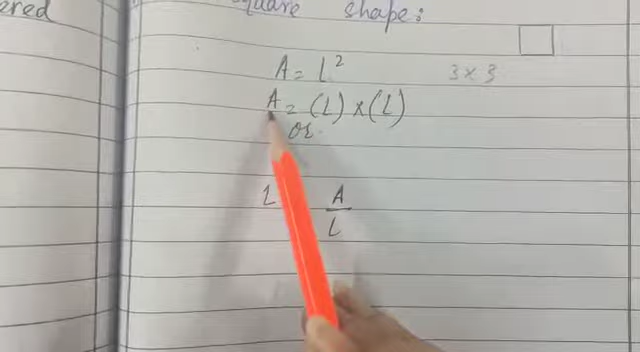 ered
square shape:
A = L²
3 × 3
A = (L) × (L)
or
L A/L